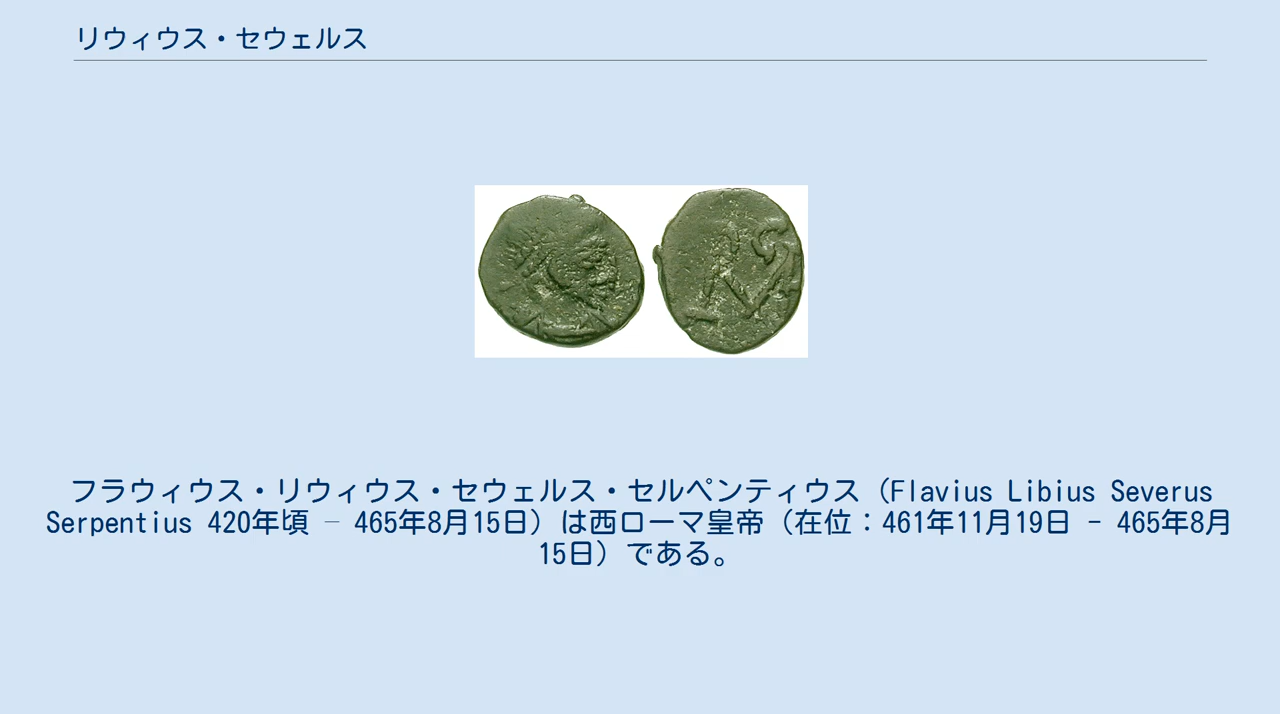 リウィウス・セウェルス
フラウィウス・リウィウス・セウェルス・セルペンティウス（Flavius Libius Severus
Serpentius 420年頃 – 465年8月15日）は西ローマ皇帝（在位：461年11月19日 - 465年8月
15日）である。